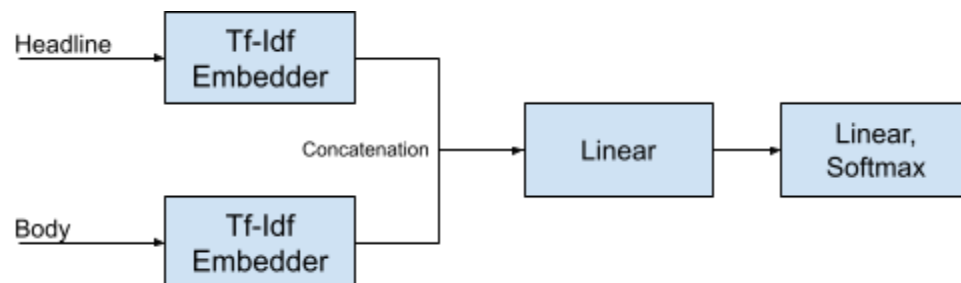 Headline
Tf-Idf
Embedder
Concatenation
Linear
Linear,
Softmax
Body
Tf-Idf
Embedder